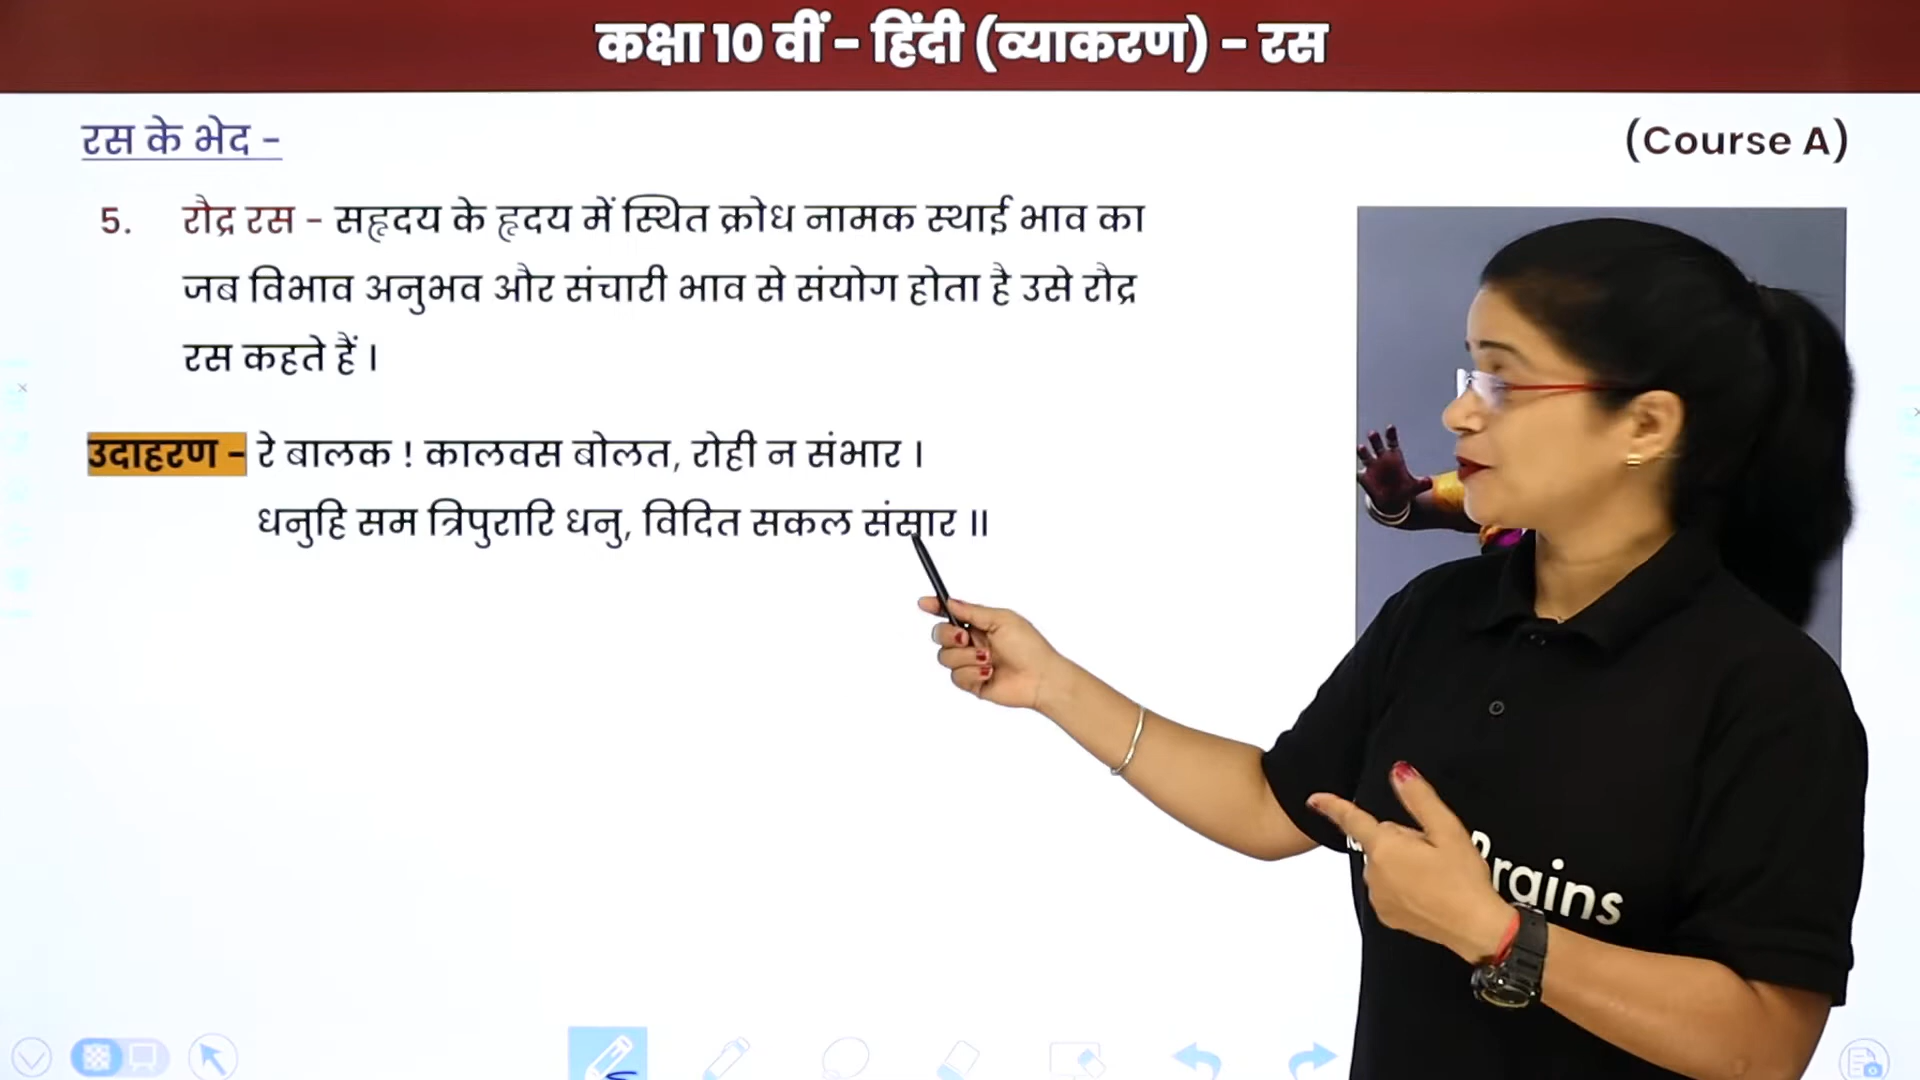 कक्षा 10 वीं - हिंदी (व्याकरण) - रस
रस के भेद -
(Course A)
5. रौद्र रस - सहृदय के हृदय में स्थित क्रोध नामक स्थाई भाव का
जब विभाव अनुभव और संचारी भाव से संयोग होता है उसे रौद्र
रस कहते हैं ।
उदाहरण - रे बालक ! कालवस बोलत, रोही न संभार ।
धनुहि सम त्रिपुरारि धनु, विदित सकल संसार ॥